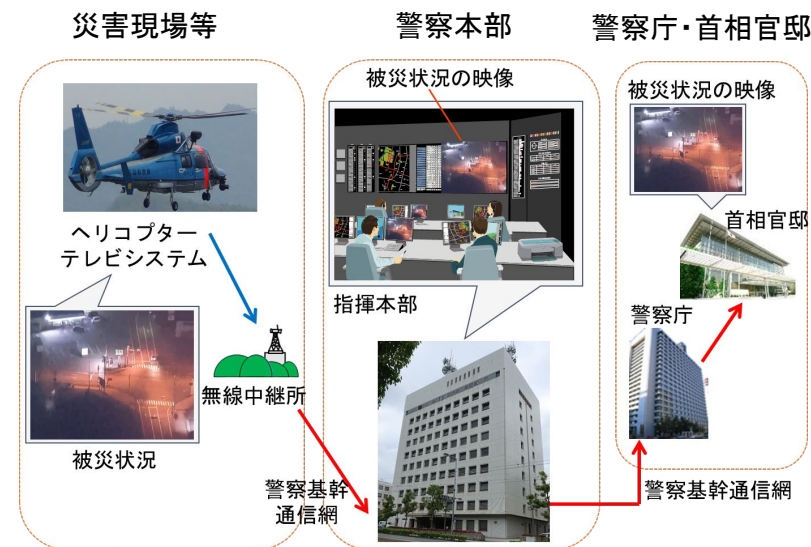 災害現場等
警察本部
警察庁・首相官邸
ヘリコプター
テレビシステム
被災状況
無線中継所
警察基幹
通信網
被災状況の映像
指揮本部
被災状況の映像
首相官邸
警察庁
警察基幹通信網